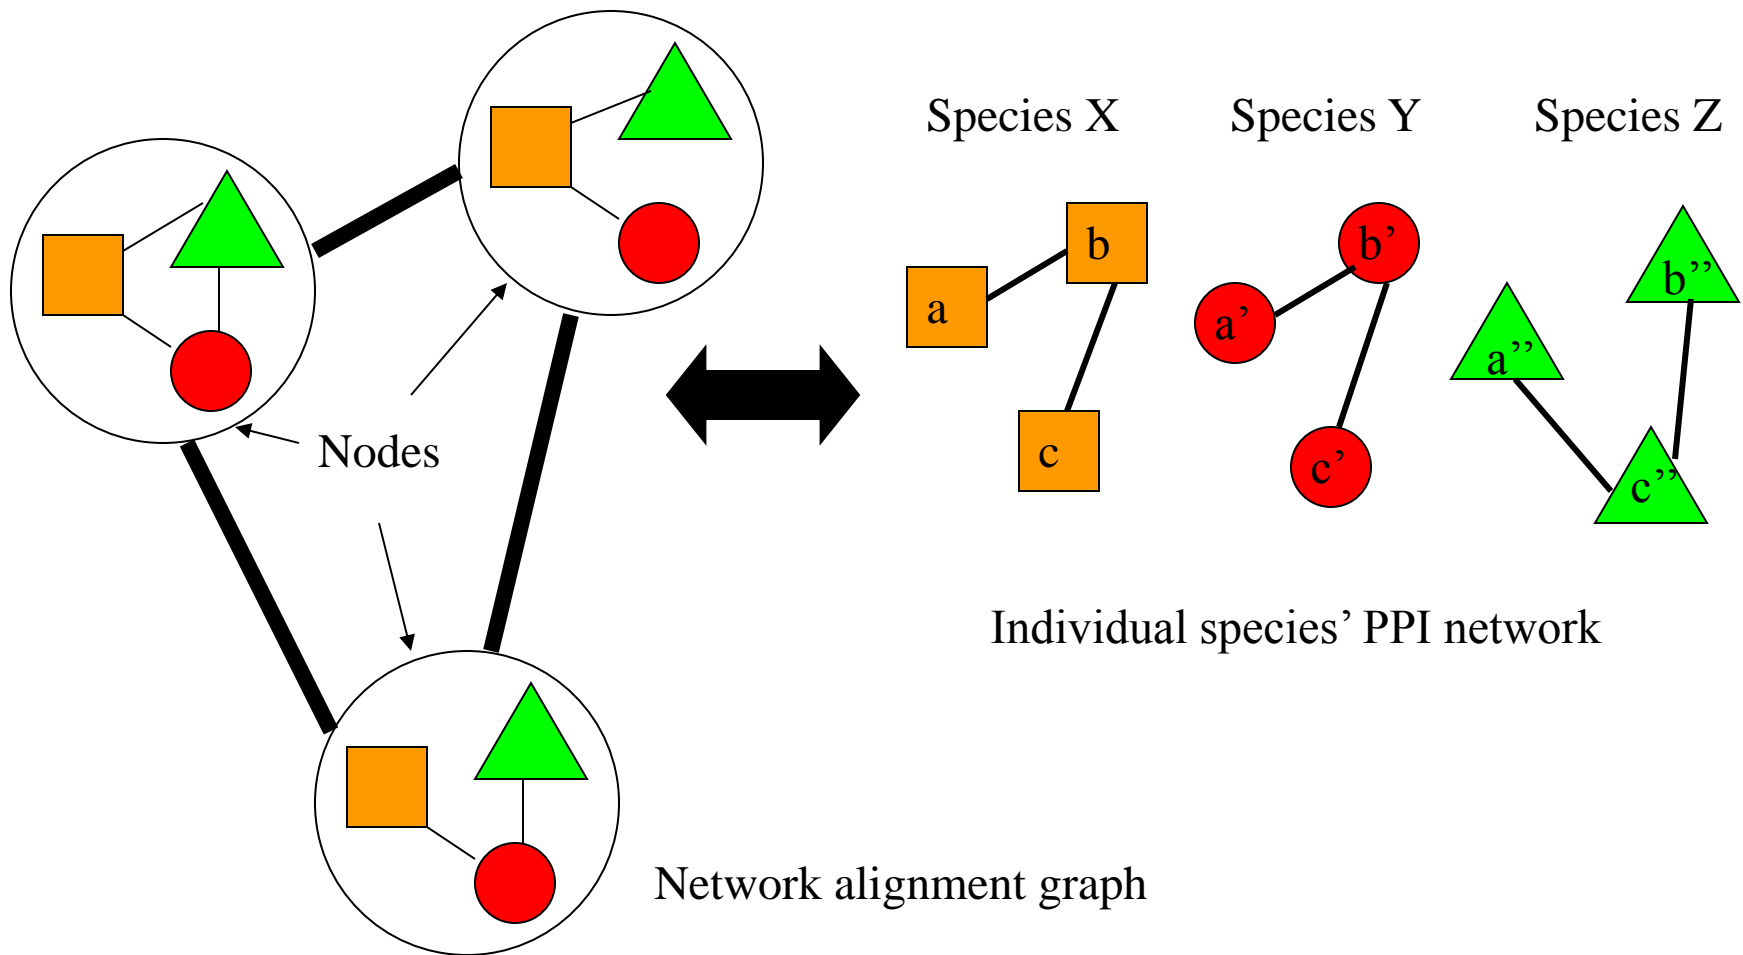 Species X
Species Y
Species Z
a
b
c
a’
b’
c’
a’’
b’’
c’’
Nodes
Individual species’ PPI network
Network alignment graph